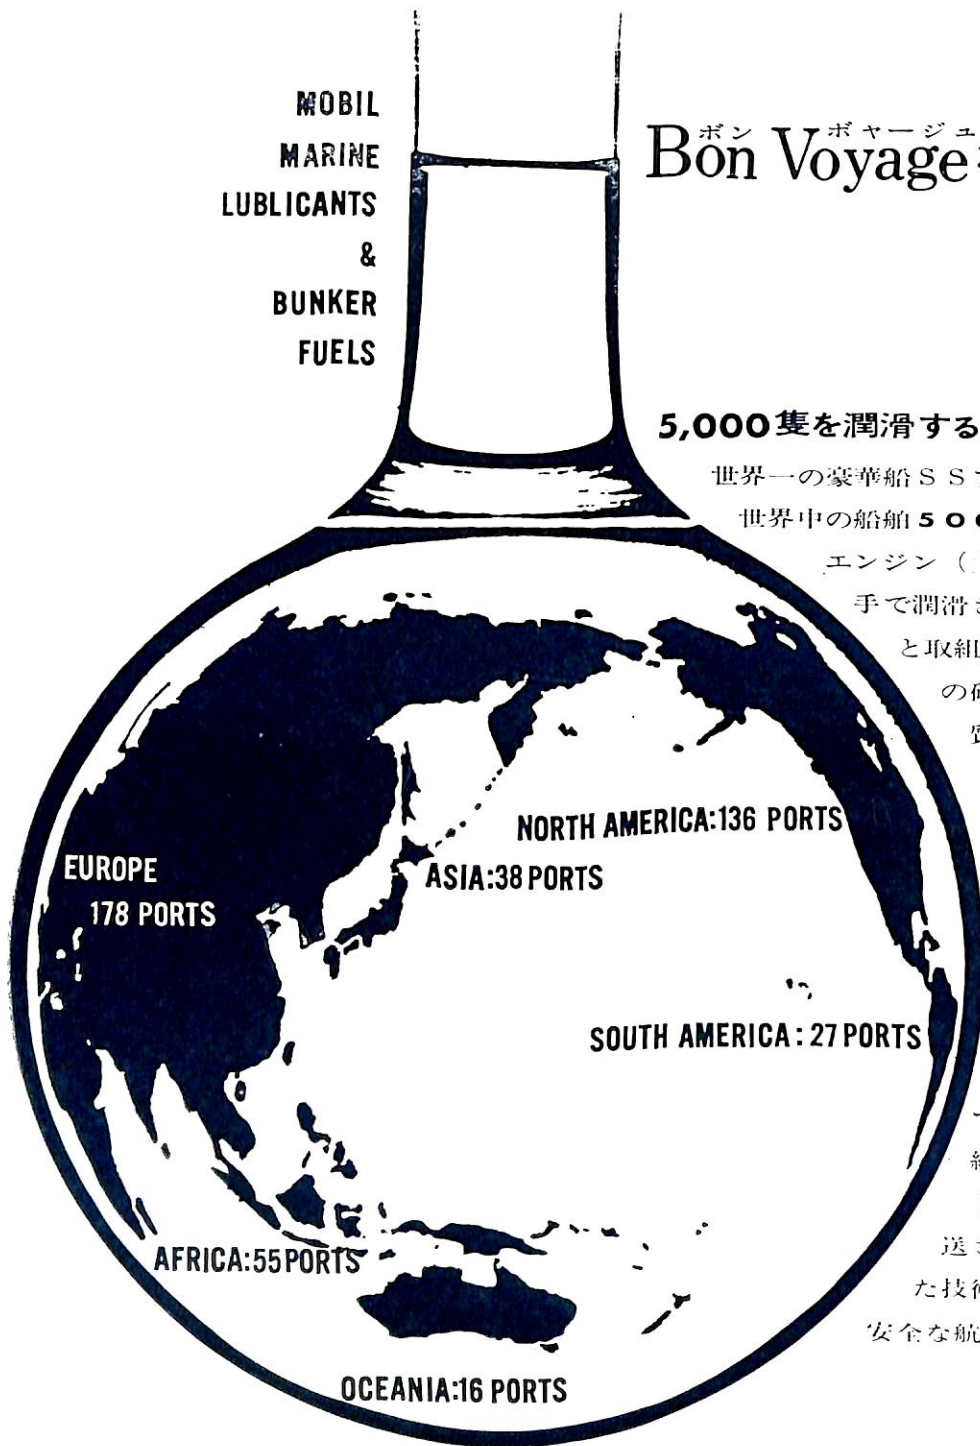 MOBIL
MARINE
LUBLICANTS
&
BUNKER
FUELS
ボン ボヤージュ
Bon Voyage
5,000隻を潤滑する
世界一の豪華船SS
世界中の船舶500
エンジン（
手で潤滑
と取組
の
EUROPE
178 PORTS
NORTH AMERICA:136 PORTS
ASIA:38 PORTS
SOUTH AMERICA : 27 PORTS
AFRICA:55 PORTS
OCEANIA:16 PORTS
送
た技術
安全な航